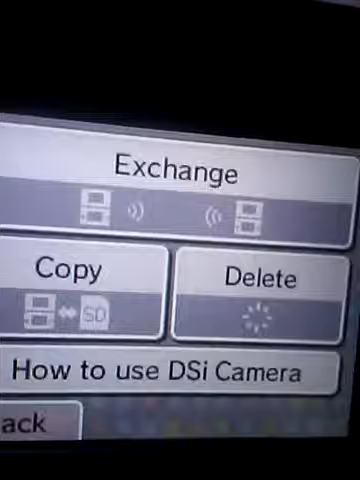 Exchange
Copy
Delete
SD
How to use DSi Camera
ack